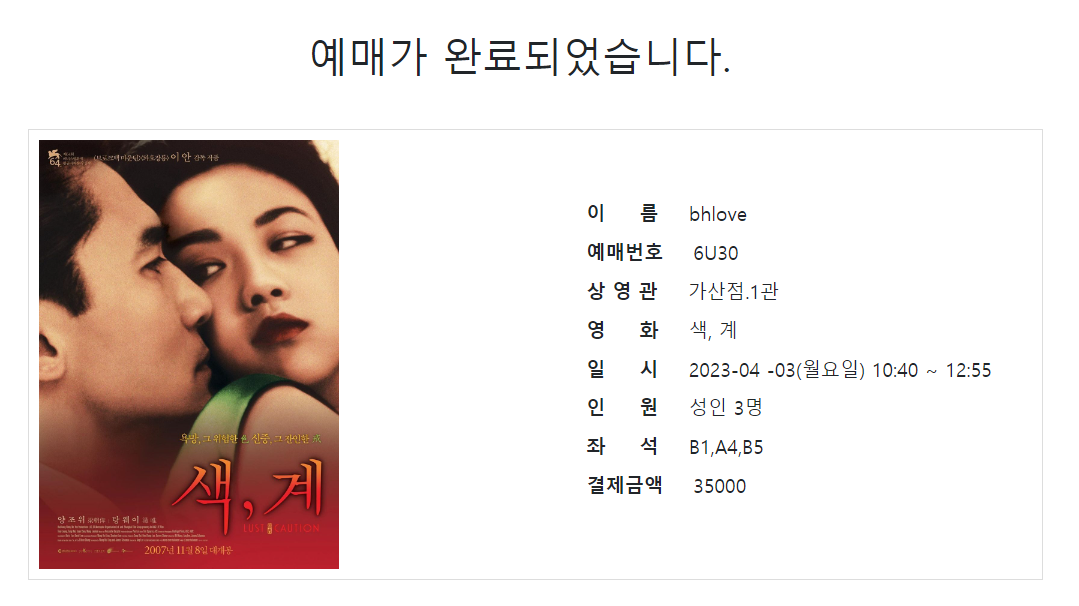 예매가 완료되었습니다.
이안 감독 작품
욕망, 그 위험한 色, 신중, 그 잔인한 戒
색, 계
LUST CAUTION
양조위 탕웨이
2007년 11월 8일 대개봉
이 름 bhlove
예매번호 6U30
상 영 관 가산점.1관
영 화 색, 계
일 시 2023-04 -03(월요일) 10:40 ~ 12:55
인 원 성인 3명
좌 석 B1,A4,B5
결제금액 35000